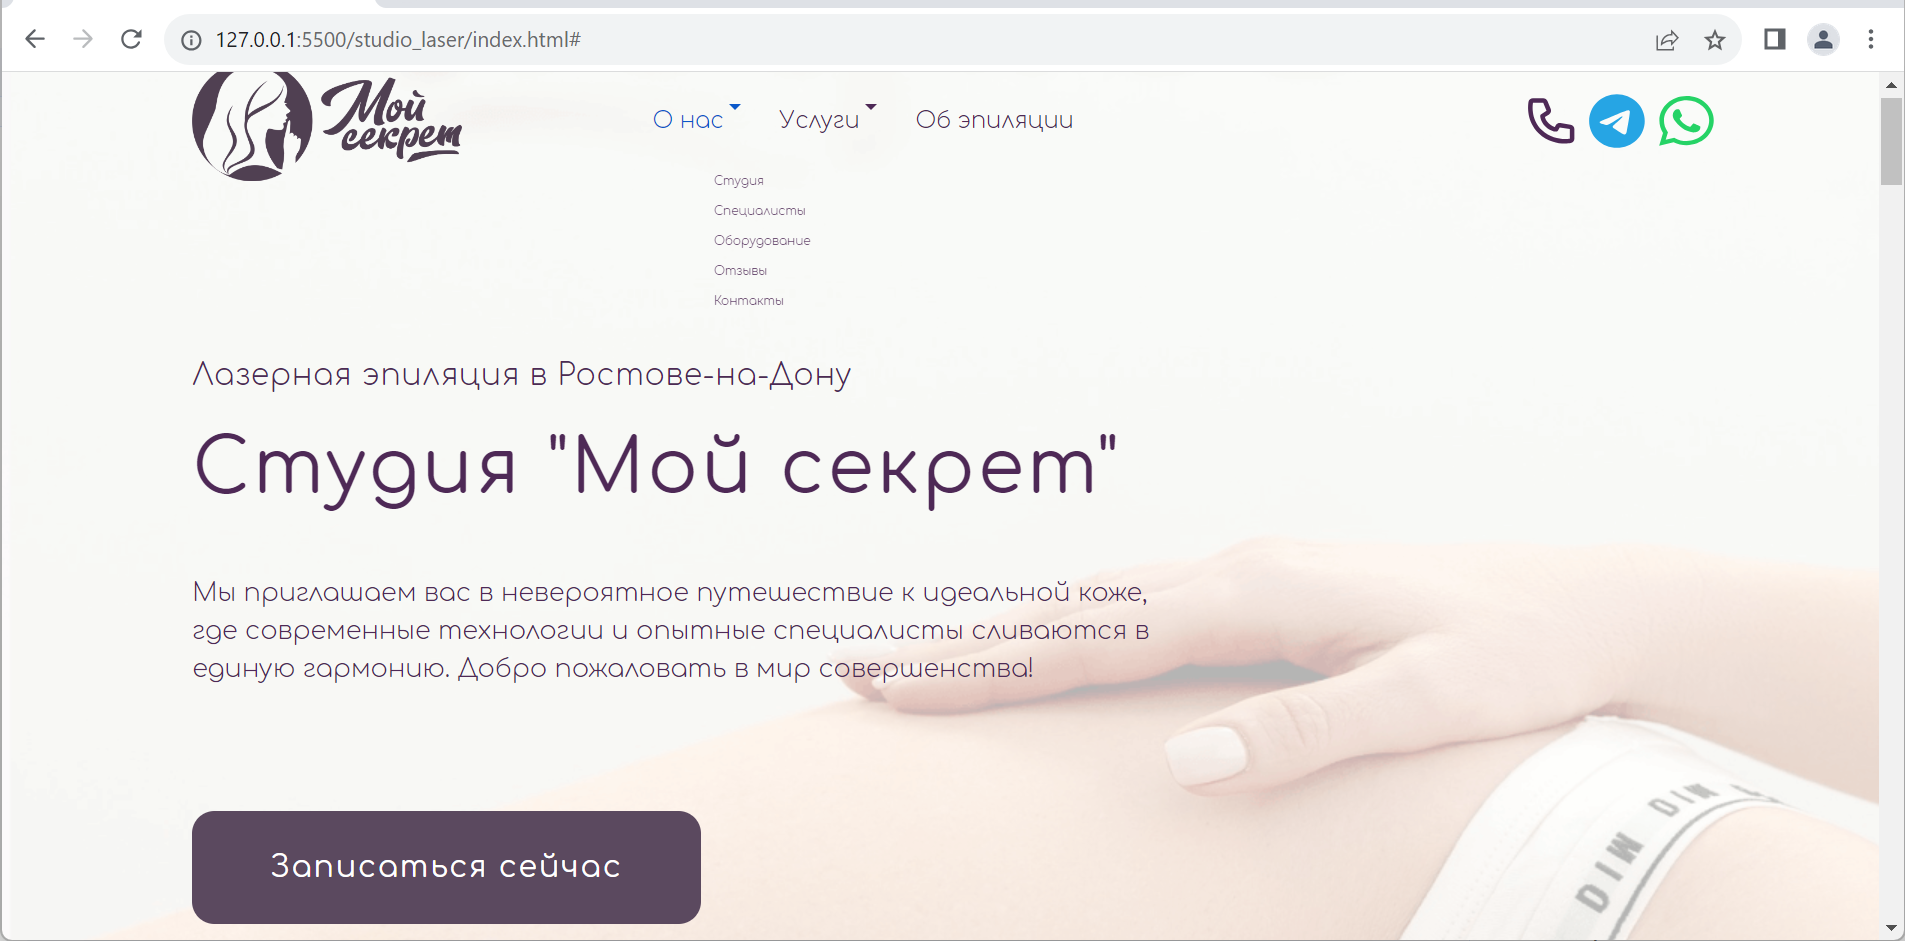 127.0.0.1:5500/studio_laser/index.html#
Мой
секрет
О нас Услуги Об эпиляции
Студия
Специалисты
Оборудование
Отзывы
Контакты
Лазерная эпиляция в Ростове-на-Дону
Студия "Мой секрет"
Мы приглашаем вас в невероятное путешествие к идеальной коже,
где современные технологии и опытные специалисты сливаются в
единую гармонию. Добро пожаловать в мир совершенства!
Записаться сейчас
DIM DIM